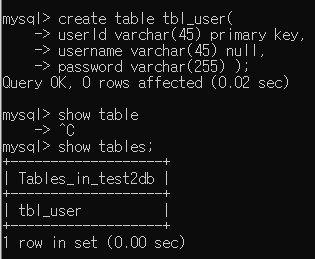 mysql> create table tbl_user(
    -> userId varchar(45) primary key,
    -> username varchar(45) null,
    -> password varchar(255) );
Query OK, 0 rows affected (0.02 sec)

mysql> show table
    -> ^C
mysql> show tables;
+-------------------+
| Tables_in_test2db |
+-------------------+
| tbl_user          |
+-------------------+
1 row in set (0.00 sec)